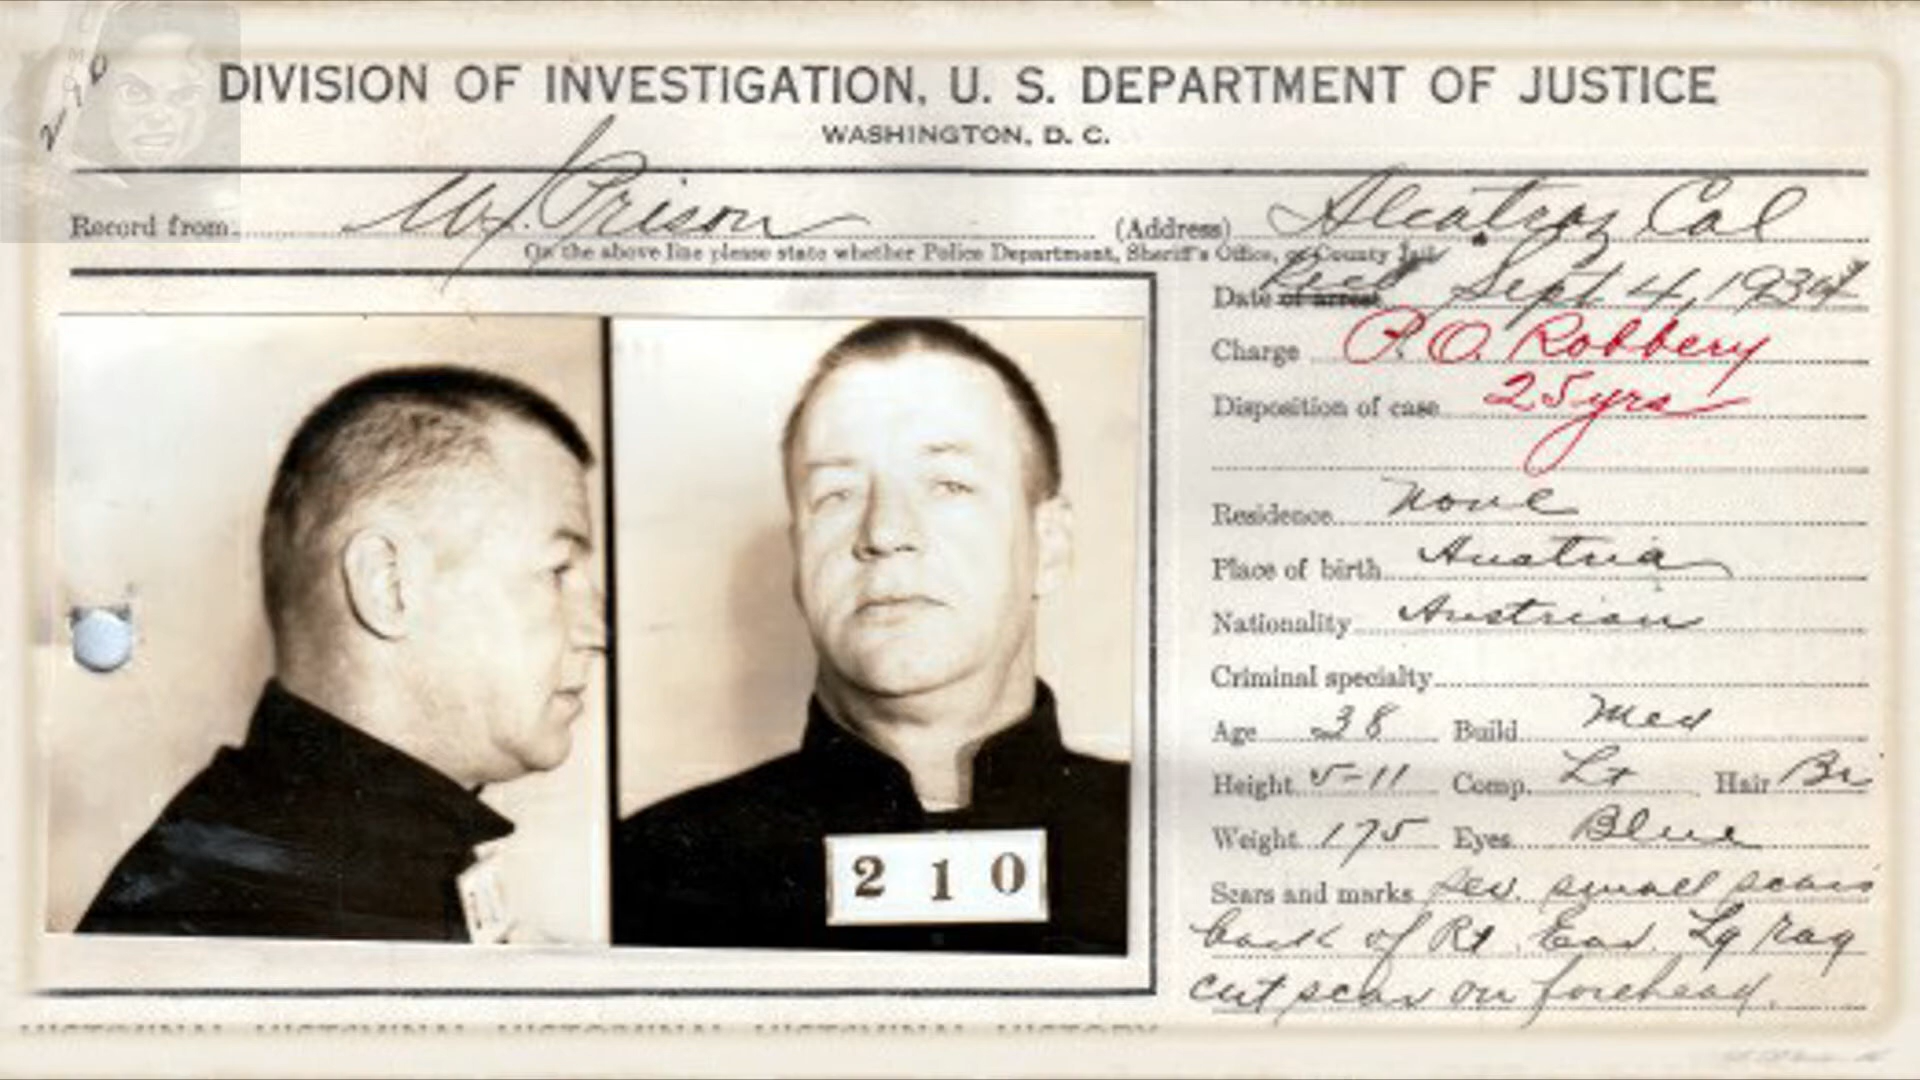 DIVISION OF INVESTIGATION, U. S. DEPARTMENT OF JUSTICE
WASHINGTON, D. C.
Record from Prison (Address) Alcatraz Cal
On the above line please state whether Police Department, Sheriff's Office, or County Jail
Date of arrest Recd Sept 4, 1934
Charge P. O. Robbery
Disposition of case 25 yrs
Residence None
Place of birth Austria
Nationality Austrian
Criminal specialty
Age 38 Build Med
Height 5-11 Comp. Lt Hair Br
Weight 175 Eyes Blue
Scars and marks sev. small scars
back of Rt. Ear. Lg rag
cut scar on forehead.
2 1 0